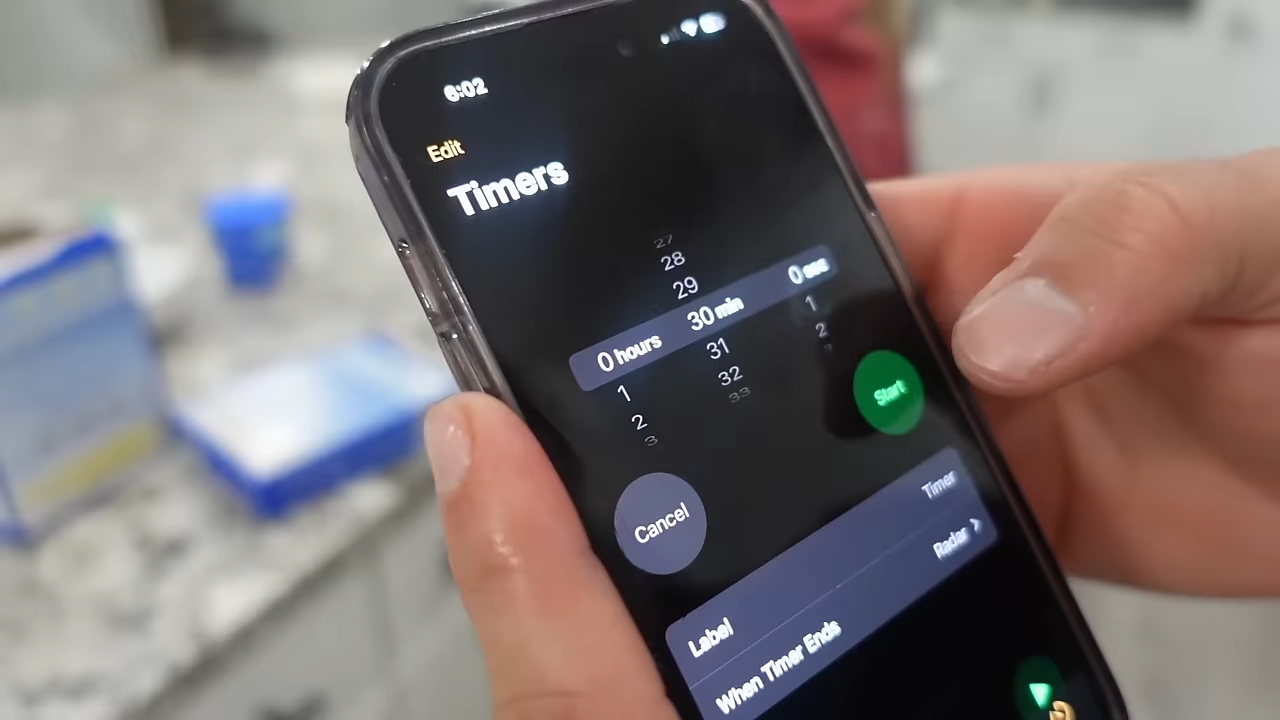 6:02
Edit
Timers
27
28
29
0 hours 30 min 0 sec
1 31 1
2 32 2
3 33
Start
Cancel
Label Timer
When Timer Ends Radar >